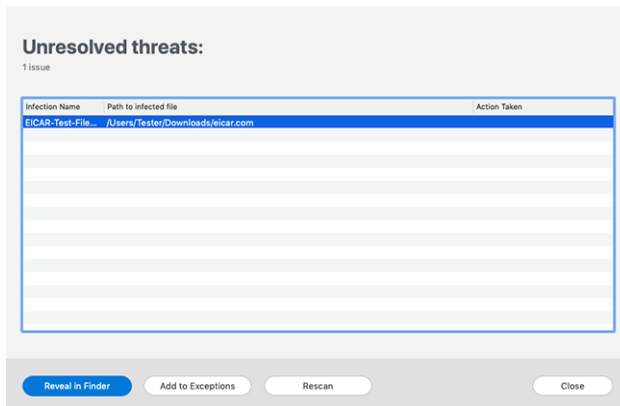 Unresolved threats:
1 issue
Infection Name Path to infected file Action Taken
EICAR-Test-File... /Users/Tester/Downloads/eicar.com
Reveal in Finder Add to Exceptions Rescan Close